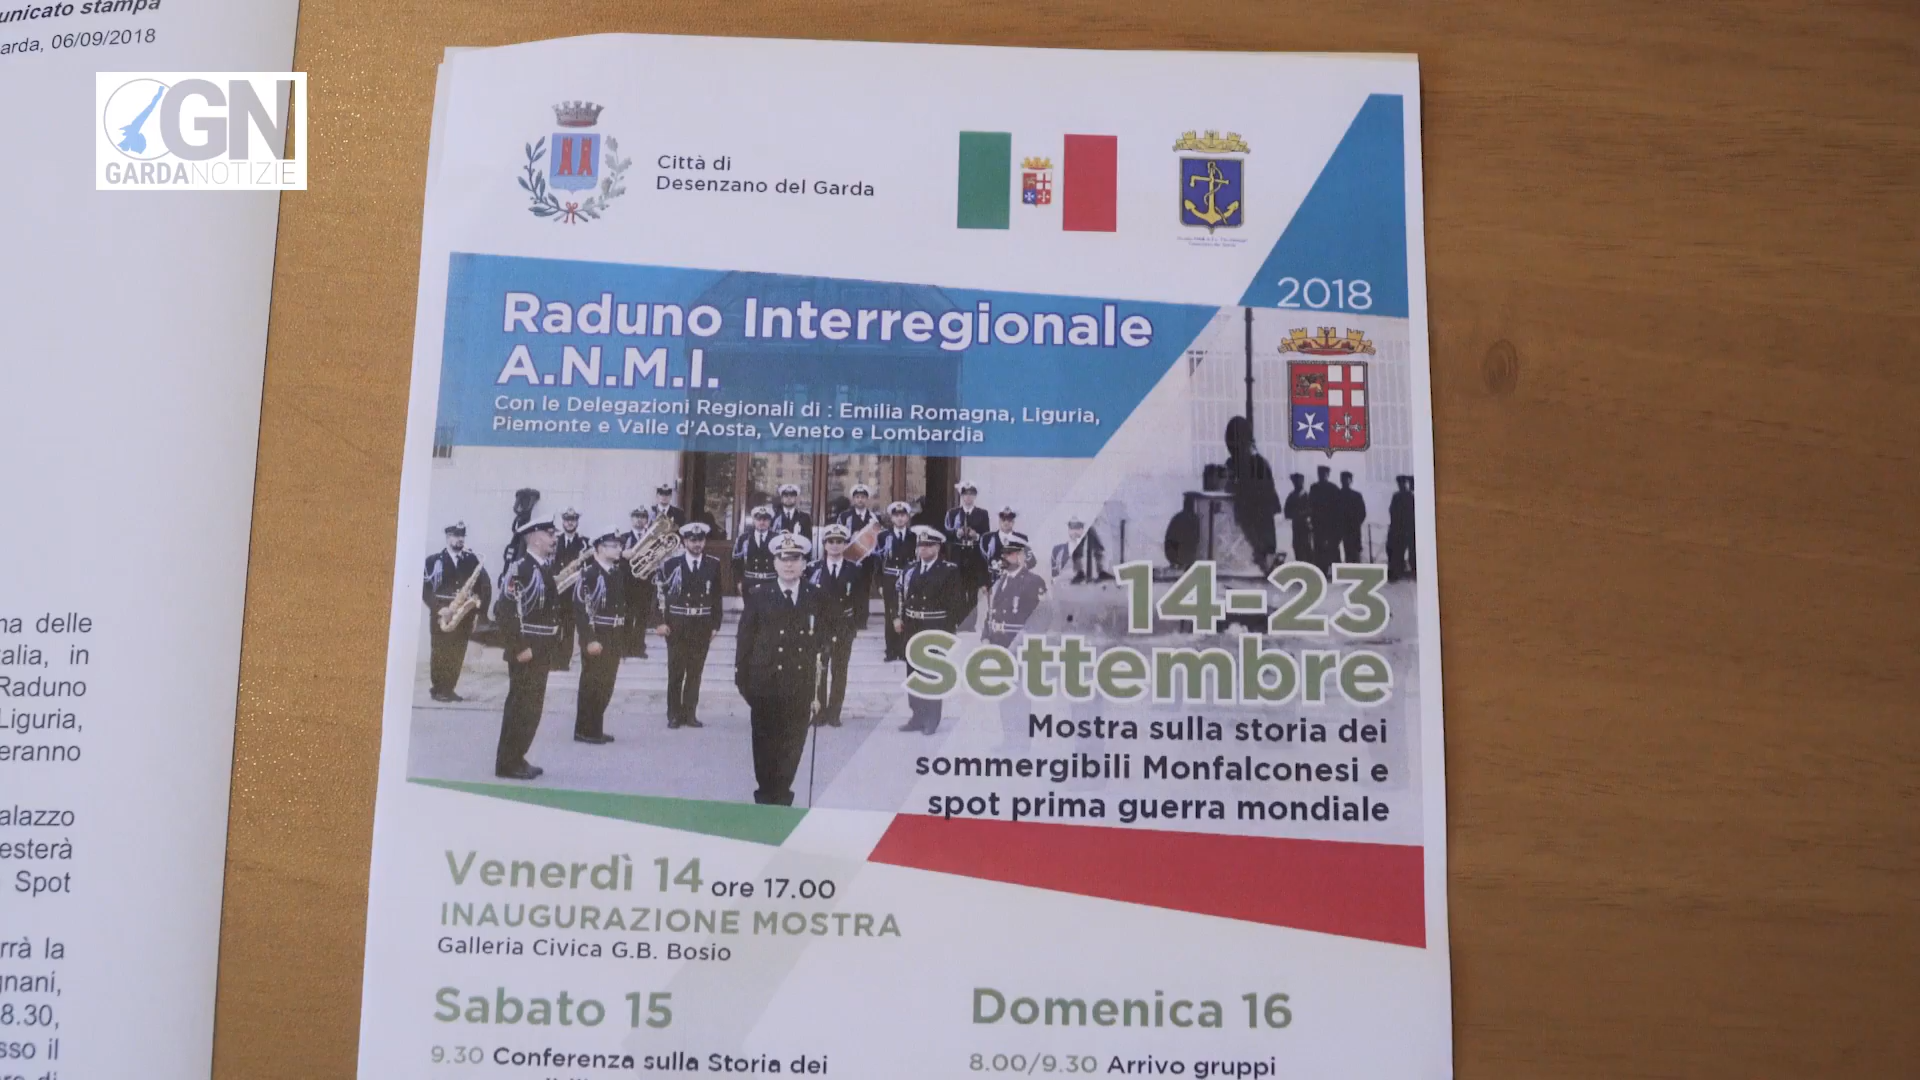 unicato stampa
arda, 06/09/2018
GN
GARDANOTIZIE
ma delle
alia, in
Raduno
Liguria,
eranno
alazzo
esterà
Spot
rrà la
gnani,
8.30,
sso il
Città di
Desenzano del Garda
2018
Raduno Interregionale
A.N.M.I.
Con le Delegazioni Regionali di : Emilia Romagna, Liguria,
Piemonte e Valle d'Aosta, Veneto e Lombardia
14-23
Settembre
Mostra sulla storia dei
sommergibili Monfalconesi e
spot prima guerra mondiale
Venerdì 14 ore 17.00
INAUGURAZIONE MOSTRA
Galleria Civica G.B. Bosio
Sabato 15
9.30 Conferenza sulla Storia dei
Domenica 16
8.00/9.30 Arrivo gruppi